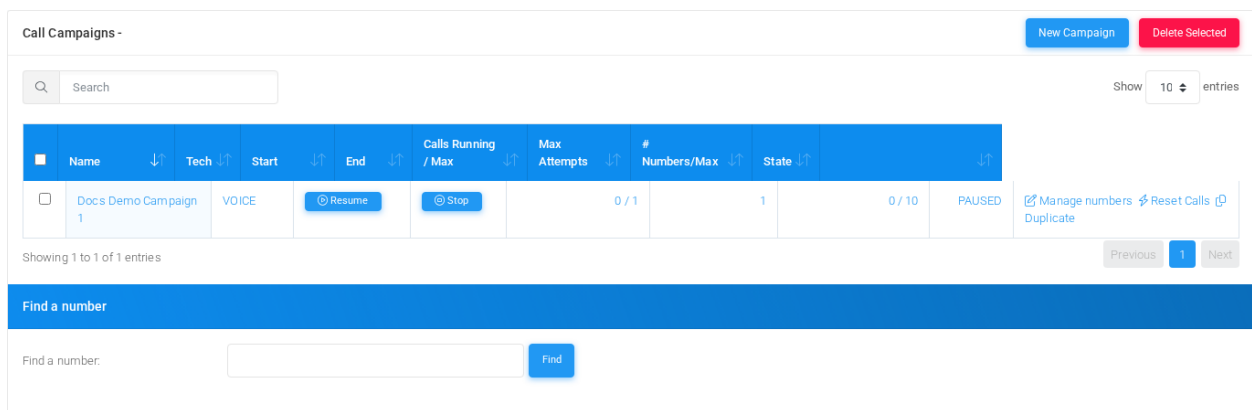 Call Campaigns -
New Campaign
Delete Selected
Search
Show 10 entries
Name
Tech
Start
End
Calls Running
/ Max
Max
Attempts
#
Numbers/Max
State
Docs Demo Campaign
1
VOICE
Resume
Stop
0 / 1
1
0 / 10
PAUSED
Manage numbers Reset Calls
Duplicate
Showing 1 to 1 of 1 entries
Previous 1 Next
Find a number
Find a number:
Find